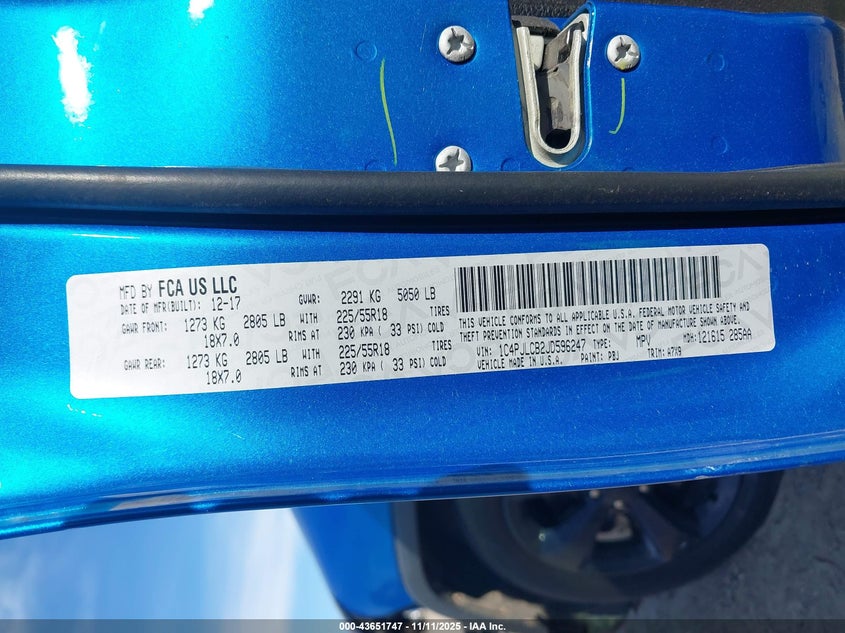 MFD BY FCA US LLC
DATE OF MFR(BUILT): 12-17 GVWR: 2291 KG 5050 LB
GAWR FRONT: 1273 KG 2805 LB WITH 225/55R18 TIRES
18X7.0 RIMS AT 230 KPA ( 33 PSI) COLD
GAWR REAR: 1273 KG 2805 LB WITH 225/55R18 TIRES
18X7.0 RIMS AT 230 KPA ( 33 PSI) COLD
THIS VEHICLE CONFORMS TO ALL APPLICABLE U.S.A. FEDERAL MOTOR VEHICLE SAFETY AND
THEFT PREVENTION STANDARDS IN EFFECT ON THE DATE OF MANUFACTURE SHOWN ABOVE.
VIN: 1C4PJLCB2JD596247 TYPE: MPV MDH:121615 285AA
VEHICLE MADE IN U.S.A. PAINT: PBJ TRIM: A7X9
000-43651747 - 11/11/2025 - IAA Inc.